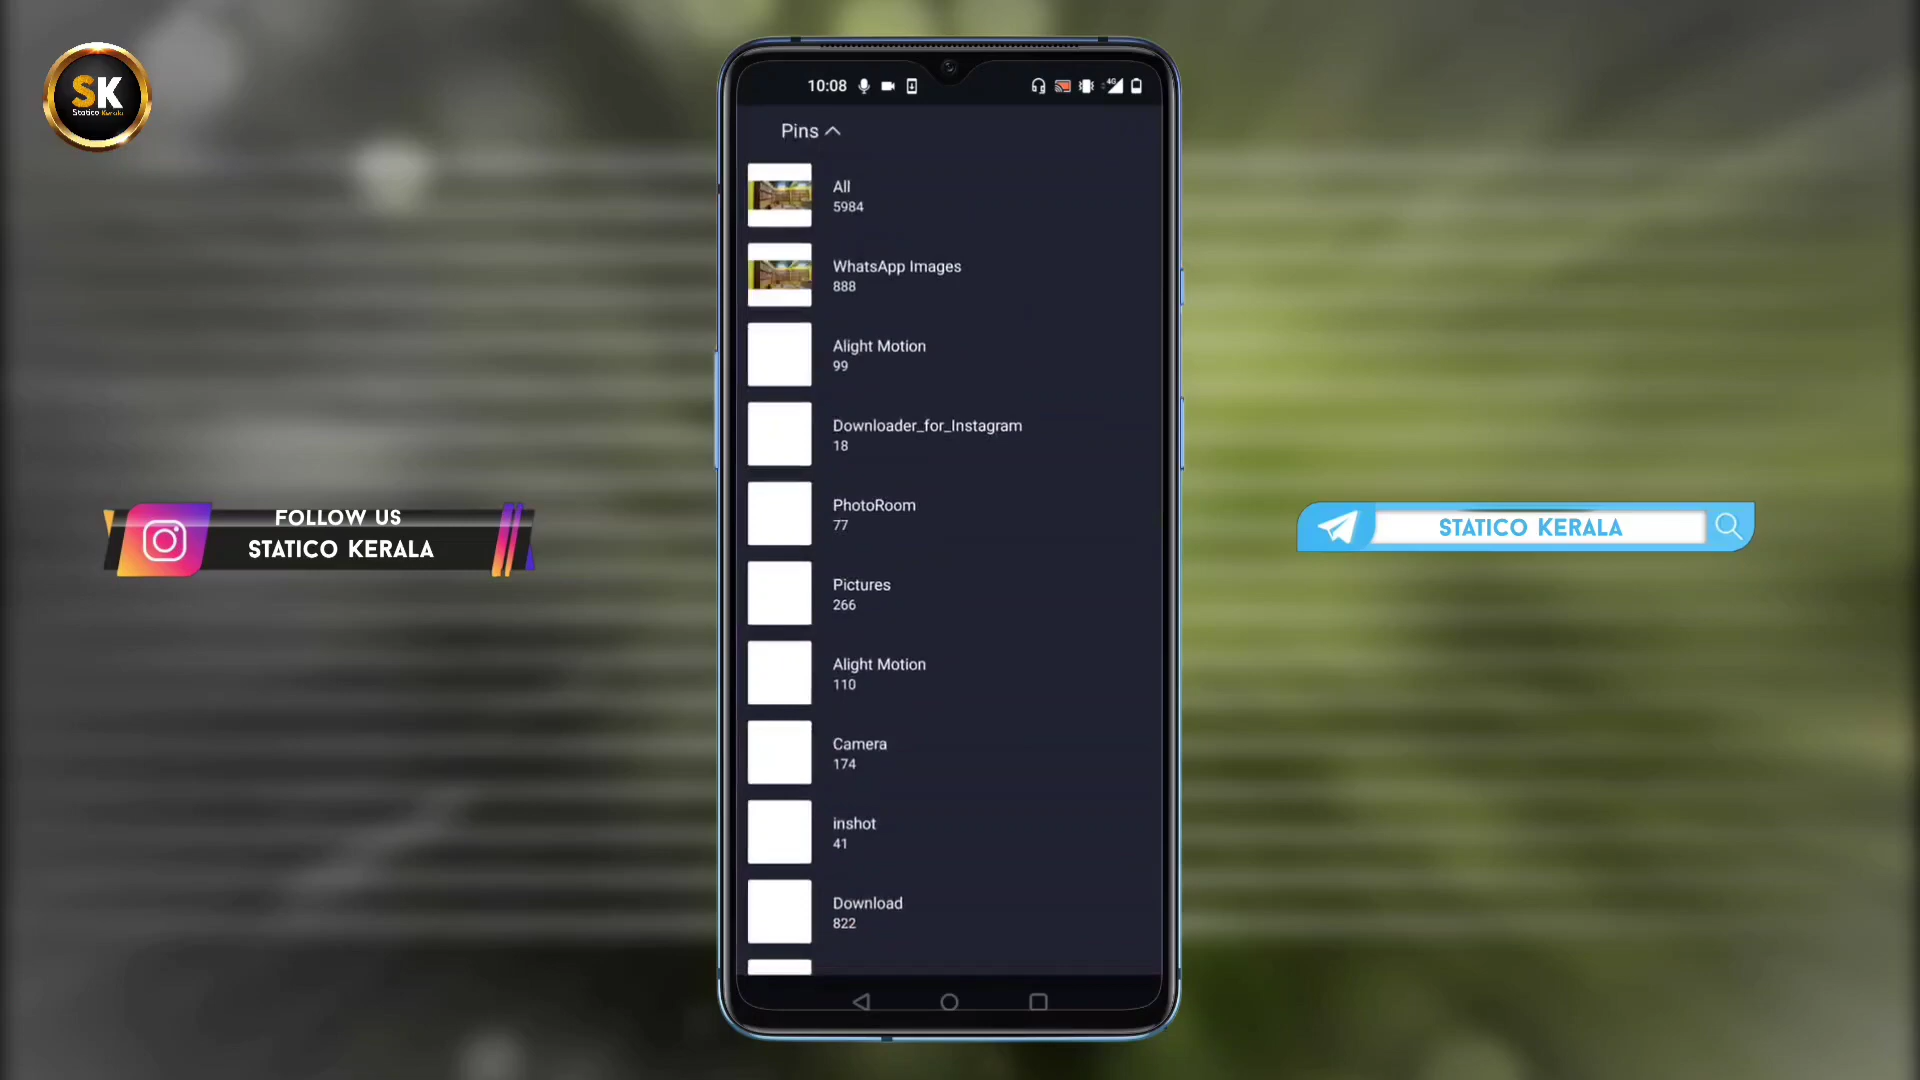 SK
Statico Kerala
10:08
4G
Pins
All
5984
WhatsApp Images
888
Alight Motion
99
Downloader_for_Instagram
18
PhotoRoom
77
Pictures
266
Alight Motion
110
Camera
174
inshot
41
Download
822
FOLLOW US
STATICO KERALA
STATICO KERALA